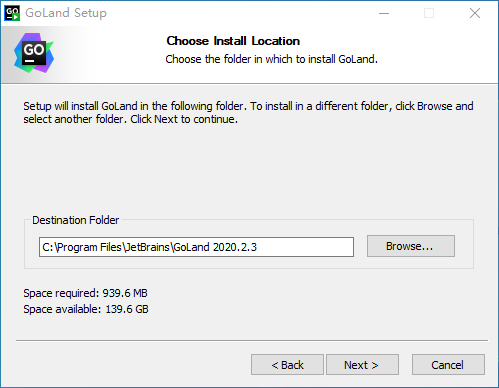 GO GoLand Setup
GO
Choose Install Location
Choose the folder in which to install GoLand.
Setup will install GoLand in the following folder. To install in a different folder, click Browse and
select another folder. Click Next to continue.
Destination Folder
C:\Program Files\JetBrains\GoLand 2020.2.3
Browse...
Space required: 939.6 MB
Space available: 139.6 GB
< Back
Next >
Cancel